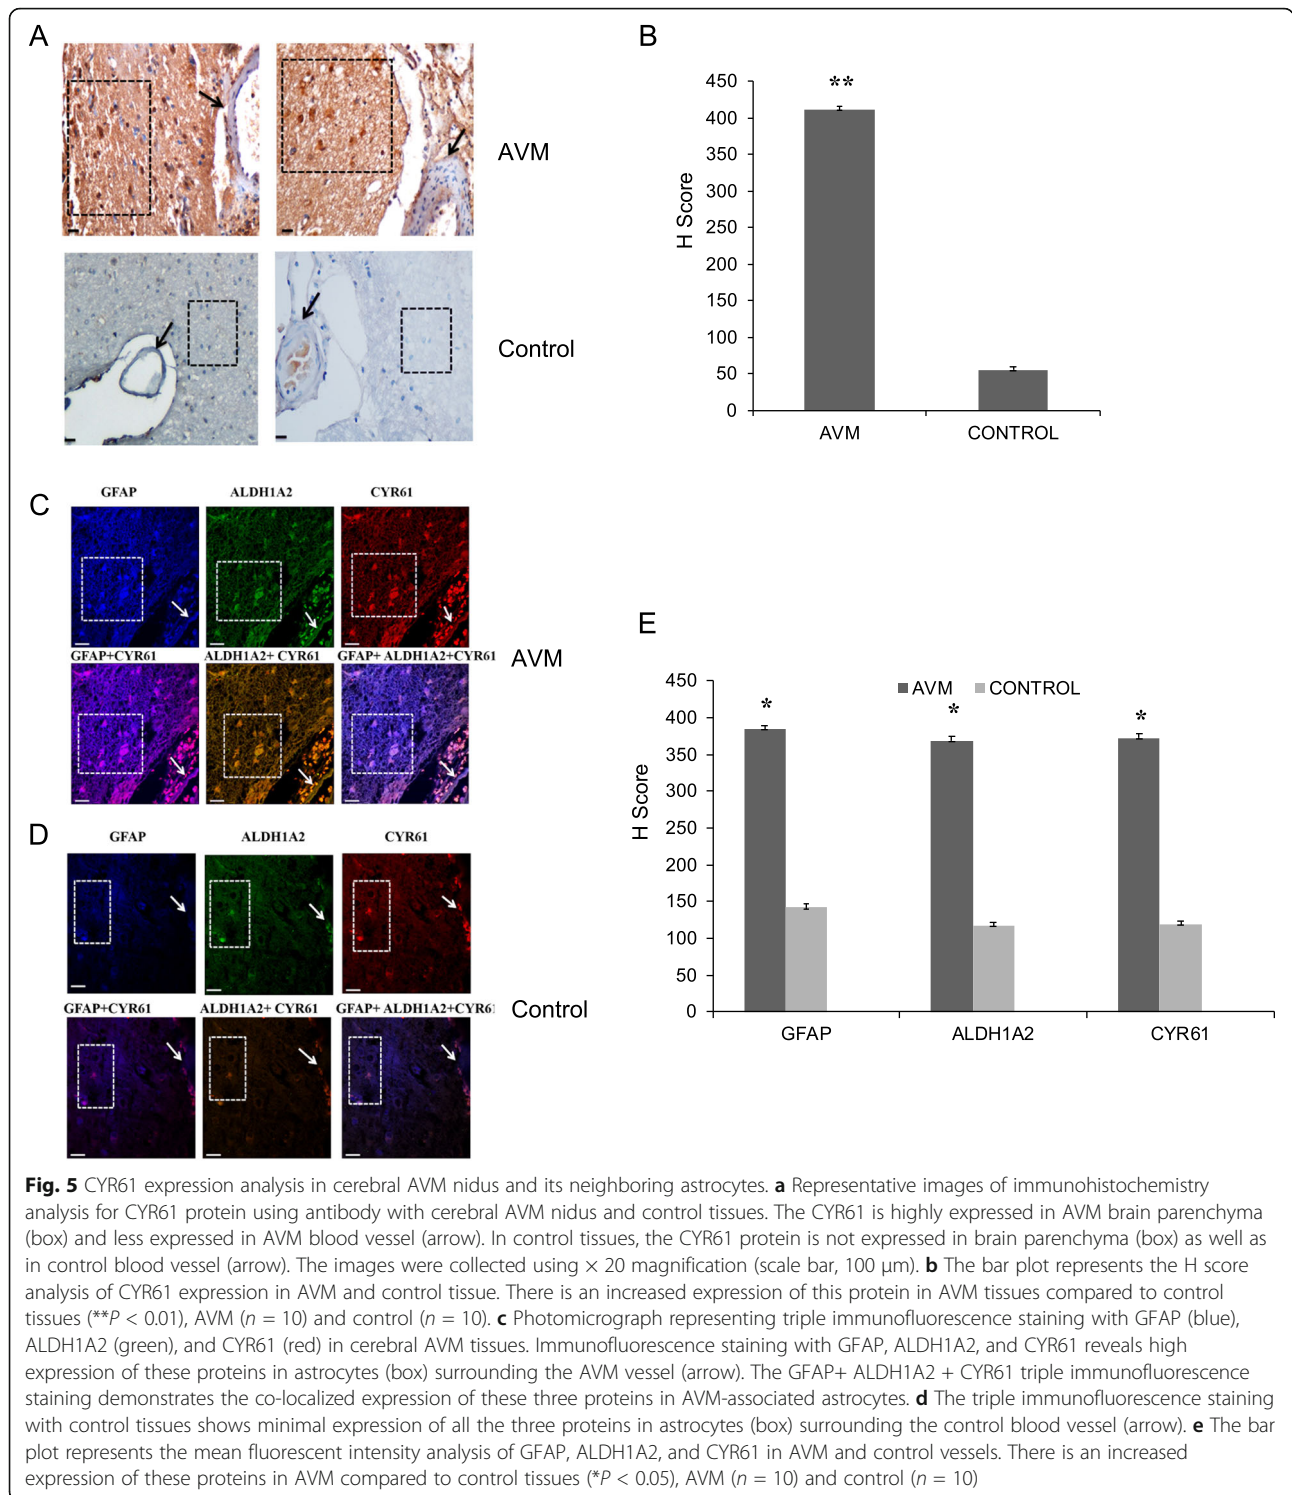 A
AVM
Control
B
450
400
350
300
250
200
150
100
50
0
H Score
**
AVM CONTROL
C
GFAP ALDH1A2 CYR61
GFAP+CYR61 ALDH1A2+ CYR61 GFAP+ ALDH1A2+CYR61
AVM
D
GFAP ALDH1A2 CYR61
GFAP+CYR61 ALDH1A2+ CYR61 GFAP+ ALDH1A2+CYR61
Control
E
450
400
350
300
250
200
150
100
50
0
H Score
AVM CONTROL
* * *
GFAP ALDH1A2 CYR61
Fig. 5 CYR61 expression analysis in cerebral AVM nidus and its neighboring astrocytes. a Representative images of immunohistochemistry
analysis for CYR61 protein using antibody with cerebral AVM nidus and control tissues. The CYR61 is highly expressed in AVM brain parenchyma
(box) and less expressed in AVM blood vessel (arrow). In control tissues, the CYR61 protein is not expressed in brain parenchyma (box) as well as
in control blood vessel (arrow). The images were collected using × 20 magnification (scale bar, 100 μm). b The bar plot represents the H score
analysis of CYR61 expression in AVM and control tissue. There is an increased expression of this protein in AVM tissues compared to control
tissues (**P < 0.01), AVM (n = 10) and control (n = 10). c Photomicrograph representing triple immunofluorescence staining with GFAP (blue),
ALDH1A2 (green), and CYR61 (red) in cerebral AVM tissues. Immunofluorescence staining with GFAP, ALDH1A2, and CYR61 reveals high
expression of these proteins in astrocytes (box) surrounding the AVM vessel (arrow). The GFAP+ ALDH1A2 + CYR61 triple immunofluorescence
staining demonstrates the co-localized expression of these three proteins in AVM-associated astrocytes. d The triple immunofluorescence staining
with control tissues shows minimal expression of all the three proteins in astrocytes (box) surrounding the control blood vessel (arrow). e The bar
plot represents the mean fluorescent intensity analysis of GFAP, ALDH1A2, and CYR61 in AVM and control vessels. There is an increased
expression of these proteins in AVM compared to control tissues (*P < 0.05), AVM (n = 10) and control (n = 10)